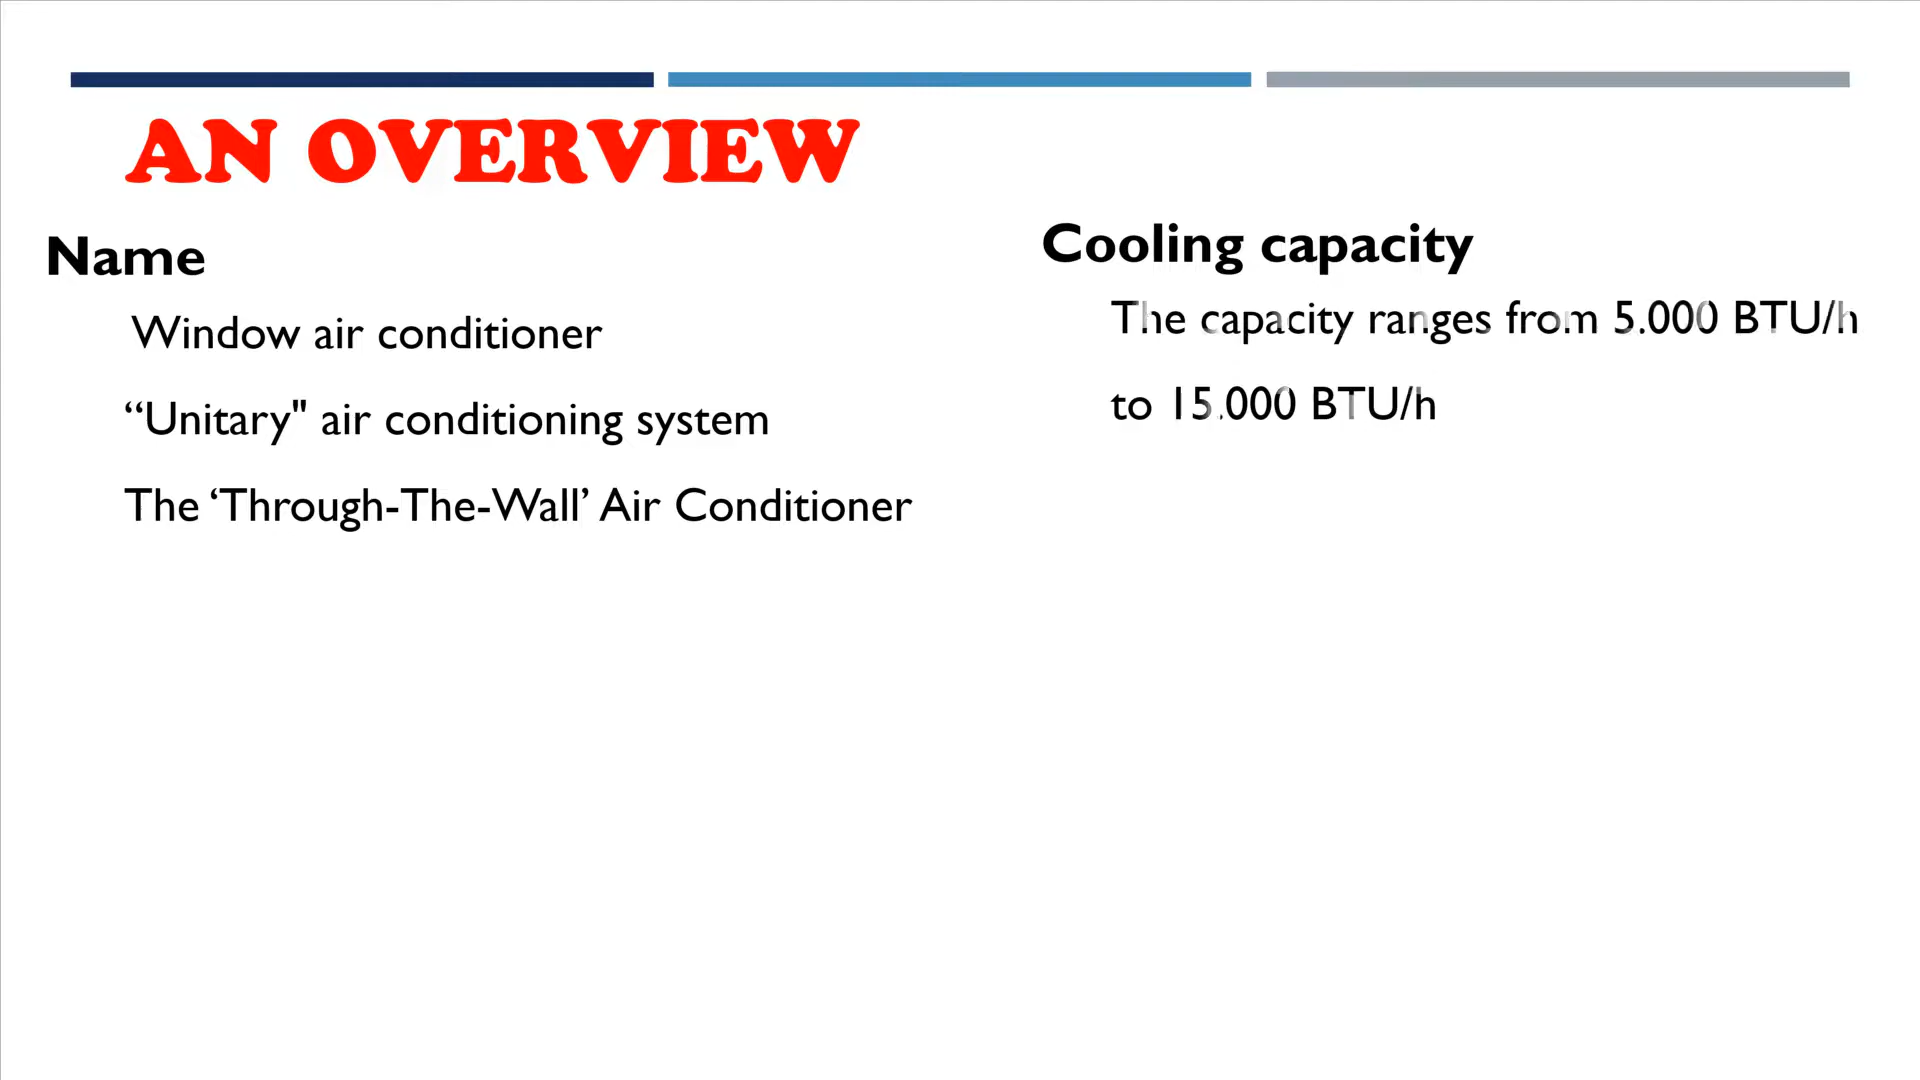 AN OVERVIEW
Name
Window air conditioner
“Unitary" air conditioning system
The ‘Through-The-Wall’ Air Conditioner
Cooling capacity
The capacity ranges from 5.000 BTU/h
to 15.000 BTU/h